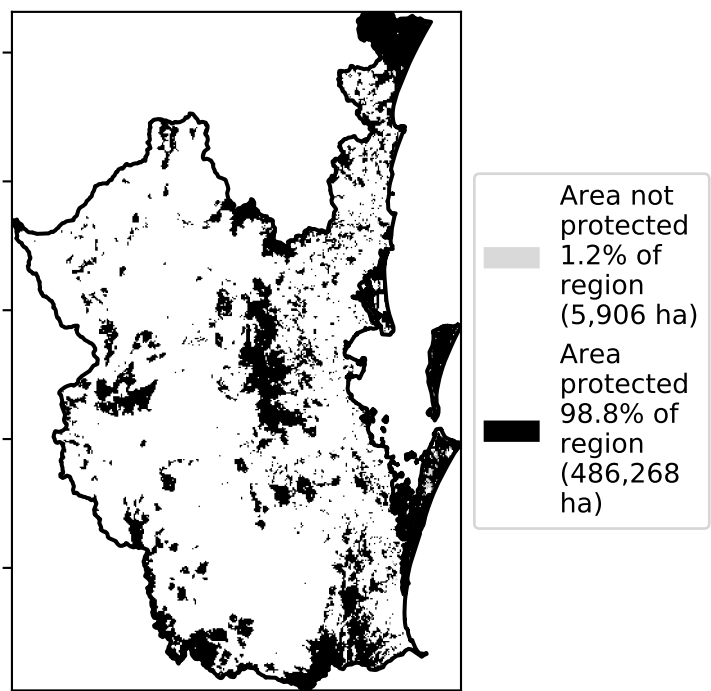 Area not
protected
1.2% of
region
(5,906 ha)
Area
protected
98.8% of
region
(486,268
ha)